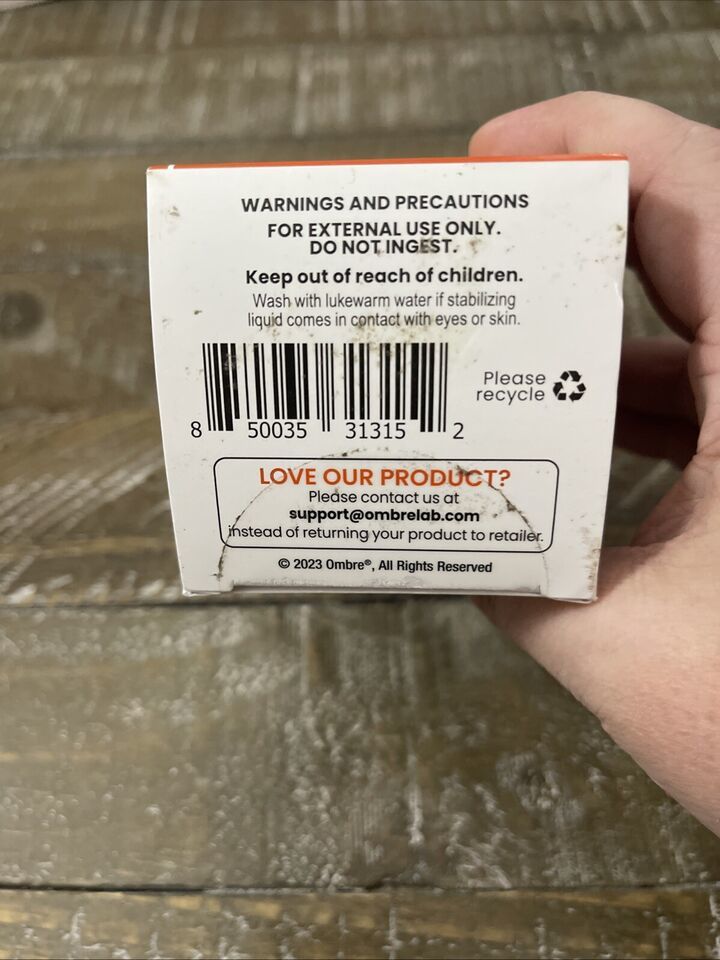 WARNINGS AND PRECAUTIONS
FOR EXTERNAL USE ONLY.
DO NOT INGEST.
Keep out of reach of children.
Wash with lukewarm water if stabilizing
liquid comes in contact with eyes or skin.
Please
recycle
8 50035 31315 2
LOVE OUR PRODUCT?
Please contact us at
support@ombrelab.com
instead of returning your product to retailer.
© 2023 Ombre®, All Rights Reserved